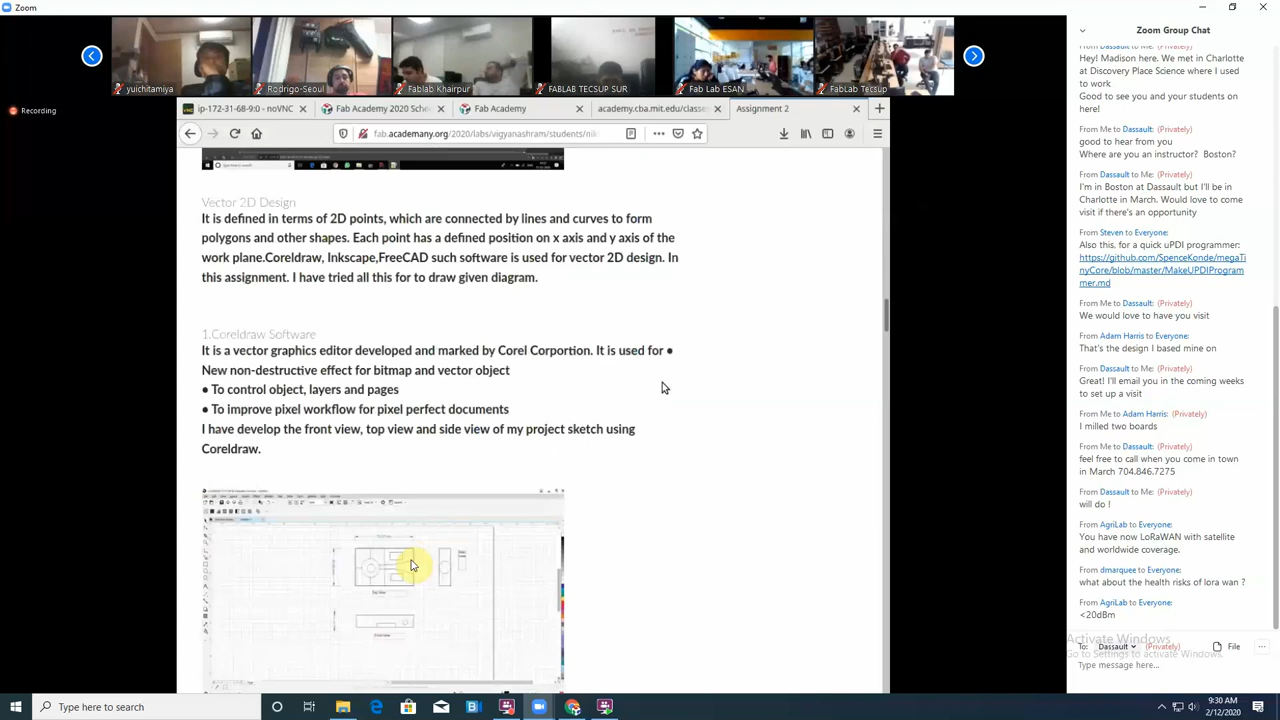 Zoom
Recording
yuichitamiya
Rodrigo-Seoul
Fablab Khairpur
FABLAB TECSUP SUR
Fab Lab ESAN
FabLab Tecsup
ip-172-31-68-9:0 - noVNC
Fab Academy 2020 Sche
Fab Academy
academy.cba.mit.edu/classe
Assignment 2
fab.academany.org/2020/labs/vigyanashram/students/nik
Vector 2D Design
It is defined in terms of 2D points, which are connected by lines and curves to form
polygons and other shapes. Each point has a defined position on x axis and y axis of the
work plane.Coreldraw, Inkscape,FreeCAD such software is used for vector 2D design. In
this assignment. I have tried all this for to draw given diagram.
1.Coreldraw Software
It is a vector graphics editor developed and marked by Corel Corportion. It is used for •
New non-destructive effect for bitmap and vector object
• To control object, layers and pages
• To improve pixel workflow for pixel perfect documents
I have develop the front view, top view and side view of my project sketch using
Coreldraw.
Zoom Group Chat
From Dassault to Me: (Privately)
Hey! Madison here. We met in Charlotte
at Discovery Place Science where I used
to work
Good to see you and your students on
here!
From Me to Dassault: (Privately)
good to hear from you
Where are you an instructor? Boston?
From Dassault to Me: (Privately)
I'm in Boston at Dassault but I'll be in
Charlotte in March. Would love to come
visit if there's an opportunity
From Steven to Everyone:
Also this, for a quick uPDI programmer:
https://github.com/SpenceKonde/megaTi
nyCore/blob/master/MakeUPDIProgram
mer.md
From Me to Dassault: (Privately)
We would love to have you visit
From Adam Harris to Everyone:
That's the design I based mine on
From Dassault to Me: (Privately)
Great! I'll email you in the coming weeks
to set up a visit
From Me to Adam Harris: (Privately)
I milled two boards
From Me to Dassault: (Privately)
feel free to call when you come in town
in March 704.846.7275
From Dassault to Me: (Privately)
will do !
From AgriLab to Everyone:
You have now LoRaWAN with satellite
and worldwide coverage.
From dmarquee to Everyone:
what about the health risks of lora wan ?
From AgriLab to Everyone:
<20dBm
Activate Windows
Go to Settings to activate Windows.
To: Dassault (Privately) File
Type message here...
Type here to search
9:30 AM
2/12/2020